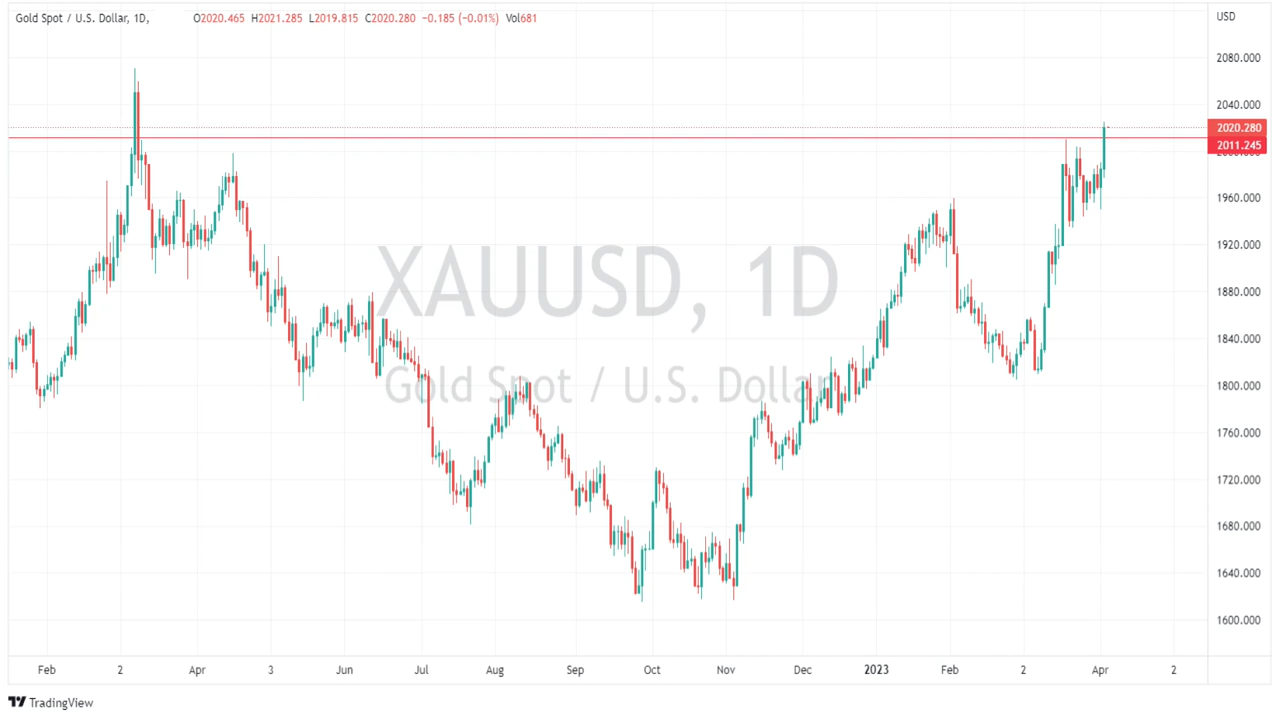 Gold Spot / U.S. Dollar, 1D, O2020.465 H2021.285 L2019.815 C2020.280 −0.185 (−0.01%) Vol681
USD
2080.000
2040.000
2020.280
2011.245
2000.000
1960.000
1920.000
1880.000
1840.000
1800.000
1760.000
1720.000
1680.000
1640.000
1600.000
XAUUSD, 1D
Gold Spot / U.S. Dollar
Feb 2 Apr 3 Jun Jul Aug Sep Oct Nov Dec 2023 Feb 2 Apr 2
TradingView